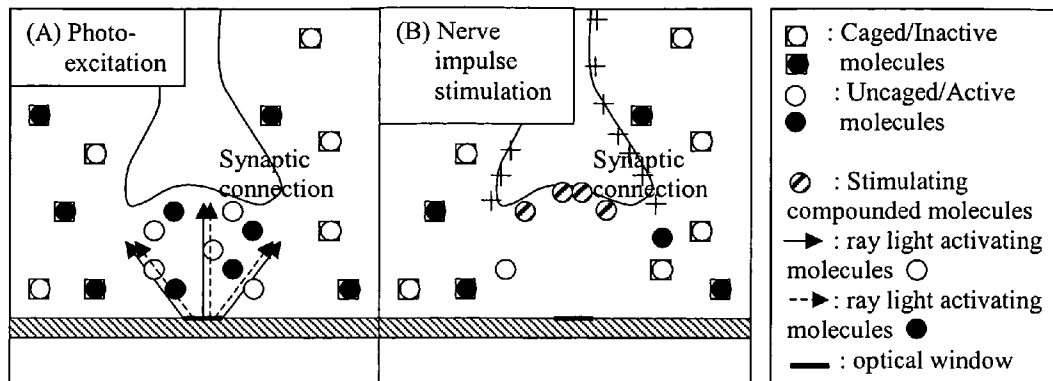 (A) Photo-
excitation
Synaptic
connection
(B) Nerve
impulse
stimulation
Synaptic
connection
: Caged/Inactive
molecules
: Uncaged/Active
molecules
: Stimulating
compounded molecules
: ray light activating
molecules
: ray light activating
molecules
: optical window